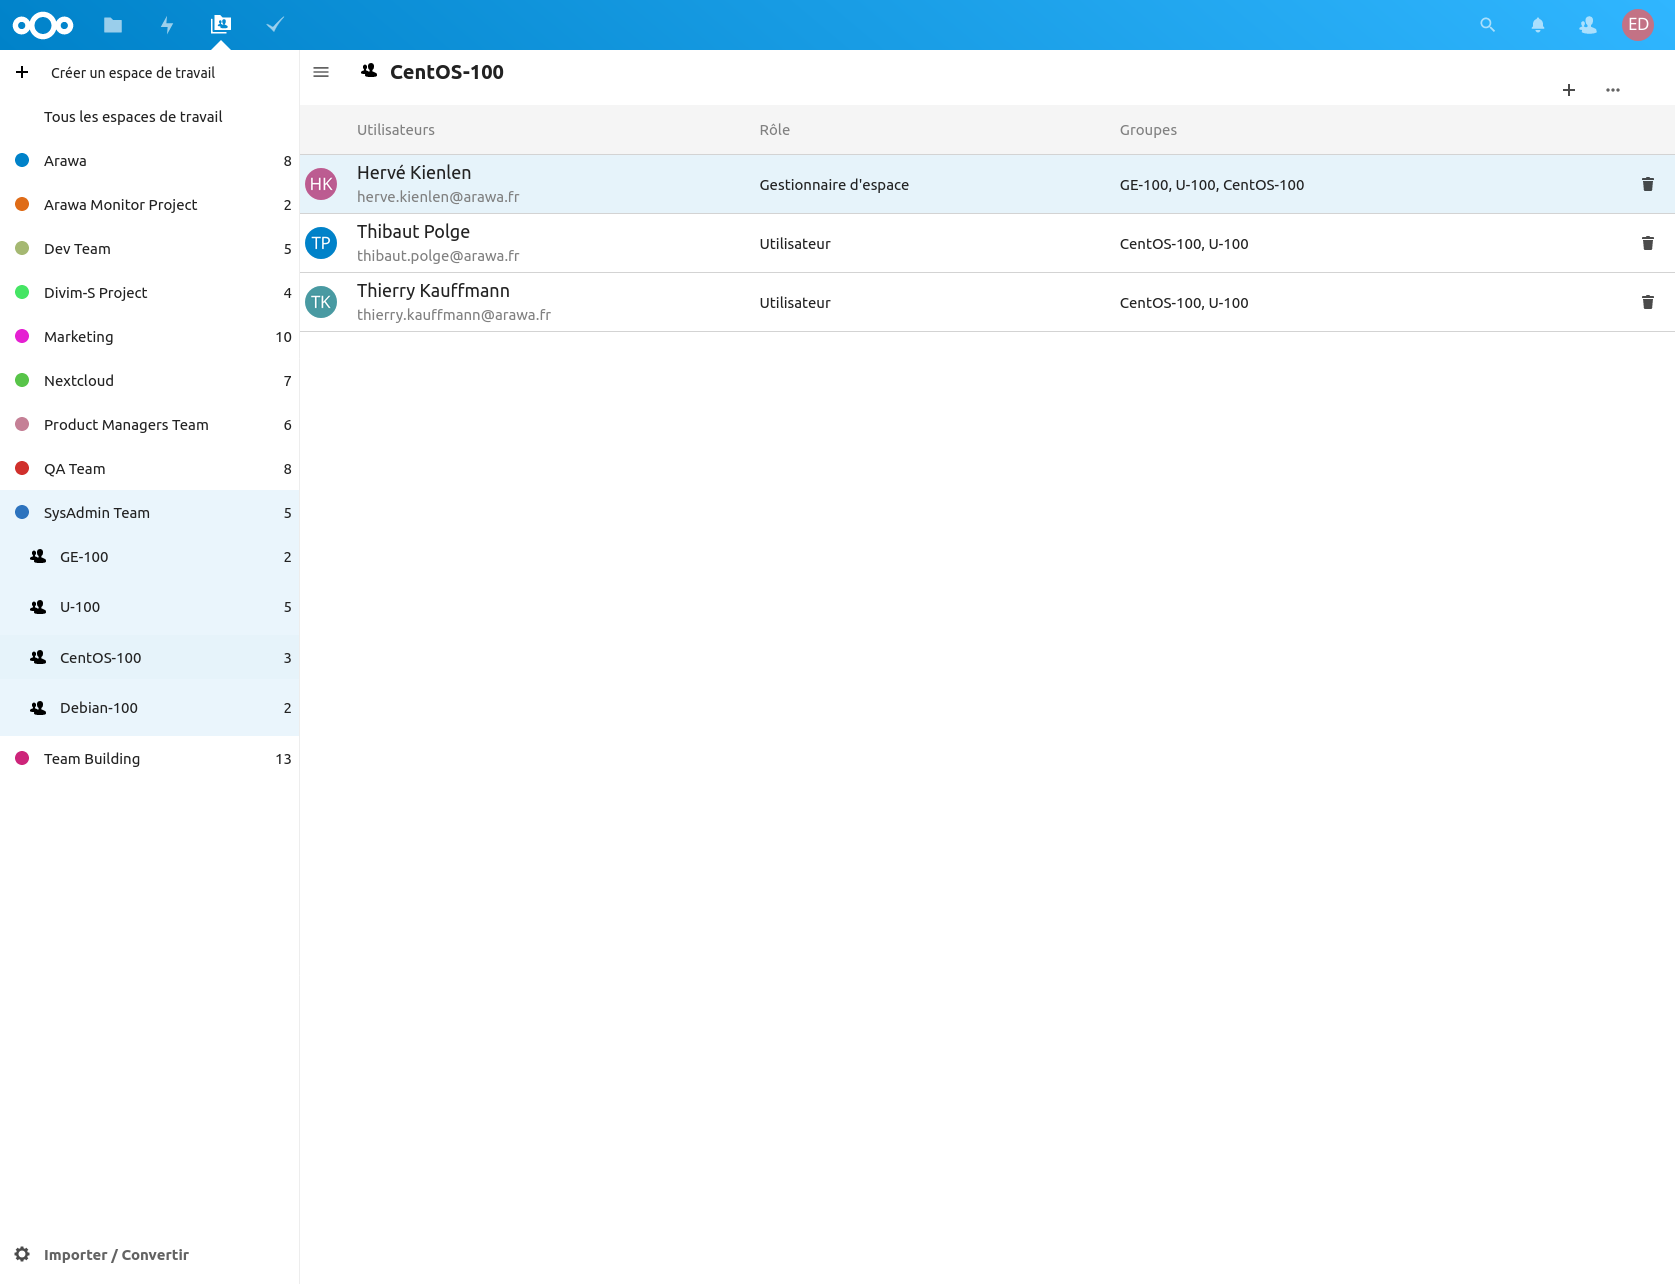 ED
Créer un espace de travail
Tous les espaces de travail
Arawa 8
Arawa Monitor Project 2
Dev Team 5
Divim-S Project 4
Marketing 10
Nextcloud 7
Product Managers Team 6
QA Team 8
SysAdmin Team 5
GE-100 2
U-100 5
CentOS-100 3
Debian-100 2
Team Building 13
Importer / Convertir
CentOS-100
Utilisateurs Rôle Groupes
HK Hervé Kienlen
herve.kienlen@arawa.fr
Gestionnaire d'espace
GE-100, U-100, CentOS-100
TP Thibaut Polge
thibaut.polge@arawa.fr
Utilisateur
CentOS-100, U-100
TK Thierry Kauffmann
thierry.kauffmann@arawa.fr
Utilisateur
CentOS-100, U-100